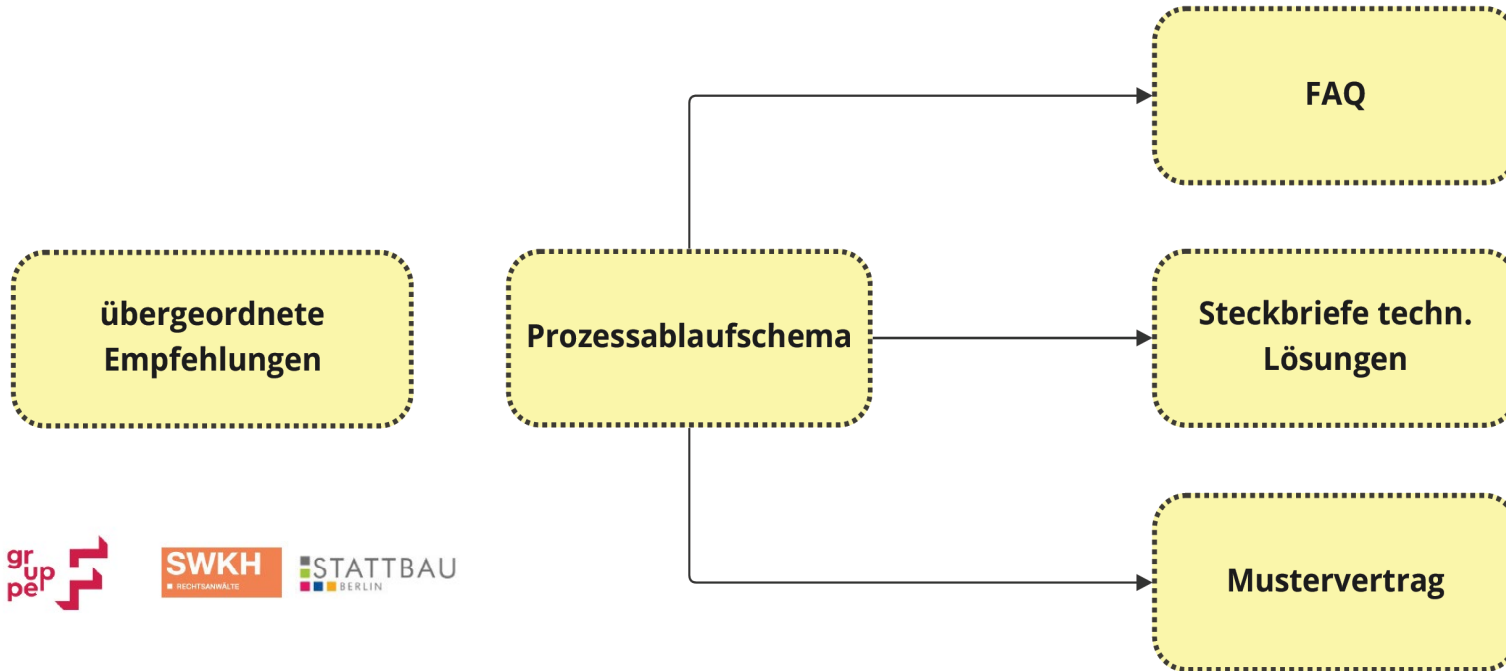 FAQ
übergeordnete
Empfehlungen
Prozessablaufschema
Steckbriefe techn.
Lösungen
Mustervertrag
gr
up
pe
F
SWKH
RECHTSANWÄLTE
STATTBAU
BERLIN